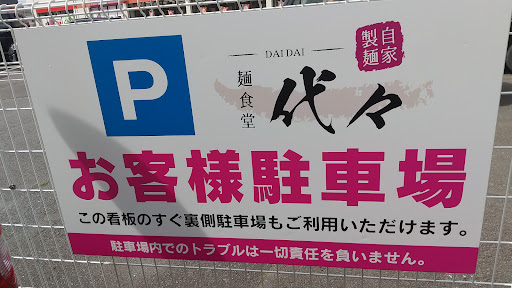 P
DAIDAI
自家
製麺
麺食堂
代々
お客様駐車場
この看板のすぐ裏側駐車場もご利用いただけます。
駐車場内でのトラブルは一切責任を負いません。